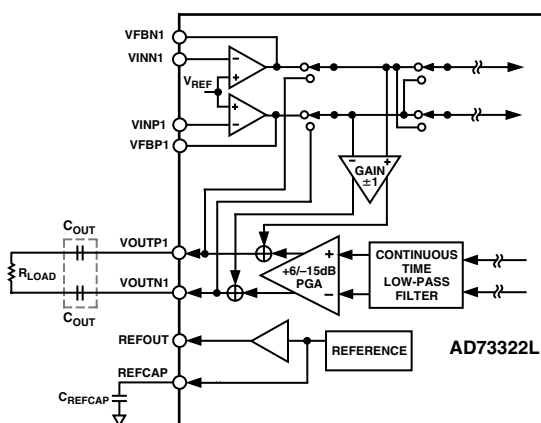 VFBN1
VINN1
VREF
VINP1
VFBP1
GAIN
±1
COUT
VOUTP1
RLOAD
+6/–15dB
PGA
CONTINUOUS
TIME
LOW-PASS
FILTER
VOUTN1
COUT
REFOUT
REFERENCE
AD73322L
REFCAP
CREFCAP